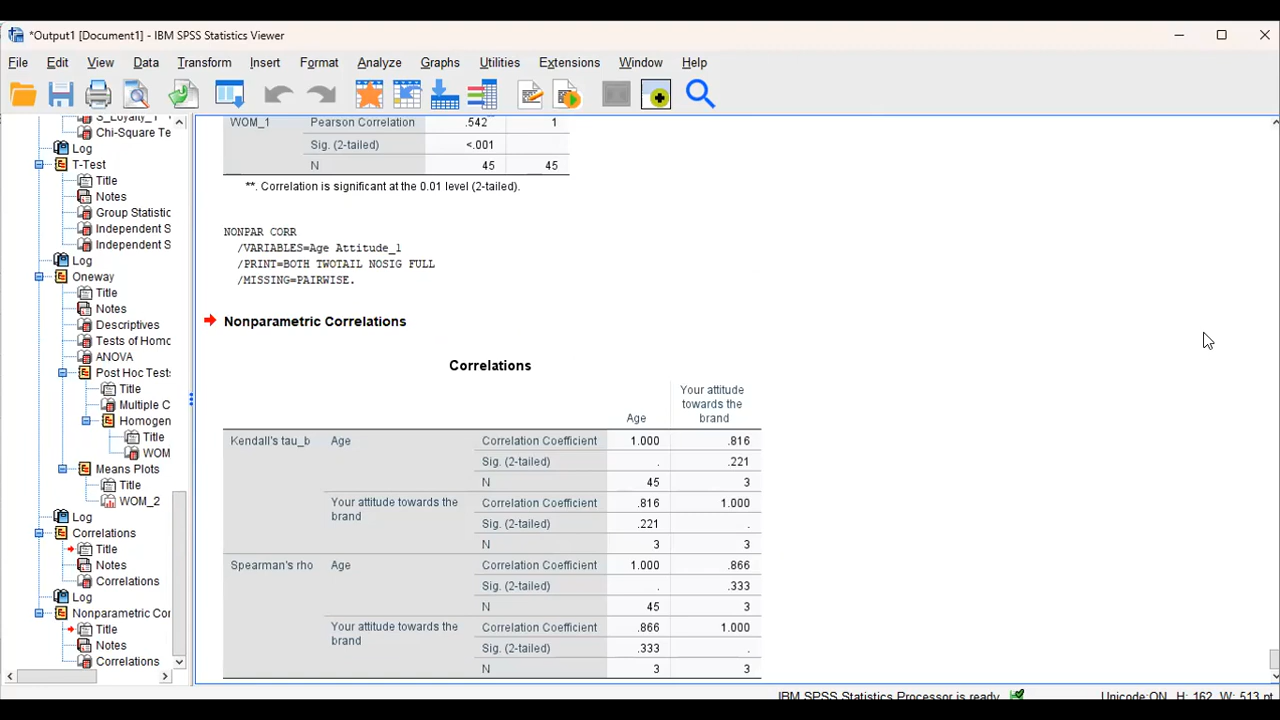 *Output1 [Document1] - IBM SPSS Statistics Viewer
File Edit View Data Transform Insert Format Analyze Graphs Utilities Extensions Window Help
S_Loyalty_1
Chi-Square Te
Log
T-Test
Title
Notes
Group Statistic
Independent S
Independent S
Log
Oneway
Title
Notes
Descriptives
Tests of Homo
ANOVA
Post Hoc Test
Title
Multiple C
Homogen
Title
WOM
Means Plots
Title
WOM_2
Log
Correlations
Title
Notes
Correlations
Log
Nonparametric Cor
Title
Notes
Correlations
WOM_1 Pearson Correlation .542** 1
Sig. (2-tailed) <.001
N 45 45
**. Correlation is significant at the 0.01 level (2-tailed).
NONPAR CORR
/VARIABLES=Age Attitude_1
/PRINT=BOTH TWOTAIL NOSIG FULL
/MISSING=PAIRWISE.
Nonparametric Correlations
Correlations
Your attitude
towards the
Age brand
Kendall's tau_b Age Correlation Coefficient 1.000 .816
Sig. (2-tailed) . .221
N 45 3
Your attitude towards the Correlation Coefficient .816 1.000
brand
Sig. (2-tailed) .221 .
N 3 3
Spearman's rho Age Correlation Coefficient 1.000 .866
Sig. (2-tailed) . .333
N 45 3
Your attitude towards the Correlation Coefficient .866 1.000
brand
Sig. (2-tailed) .333 .
N 3 3
IBM SPSS Statistics Processor is ready Unicode:ON H: 162, W: 513 pt